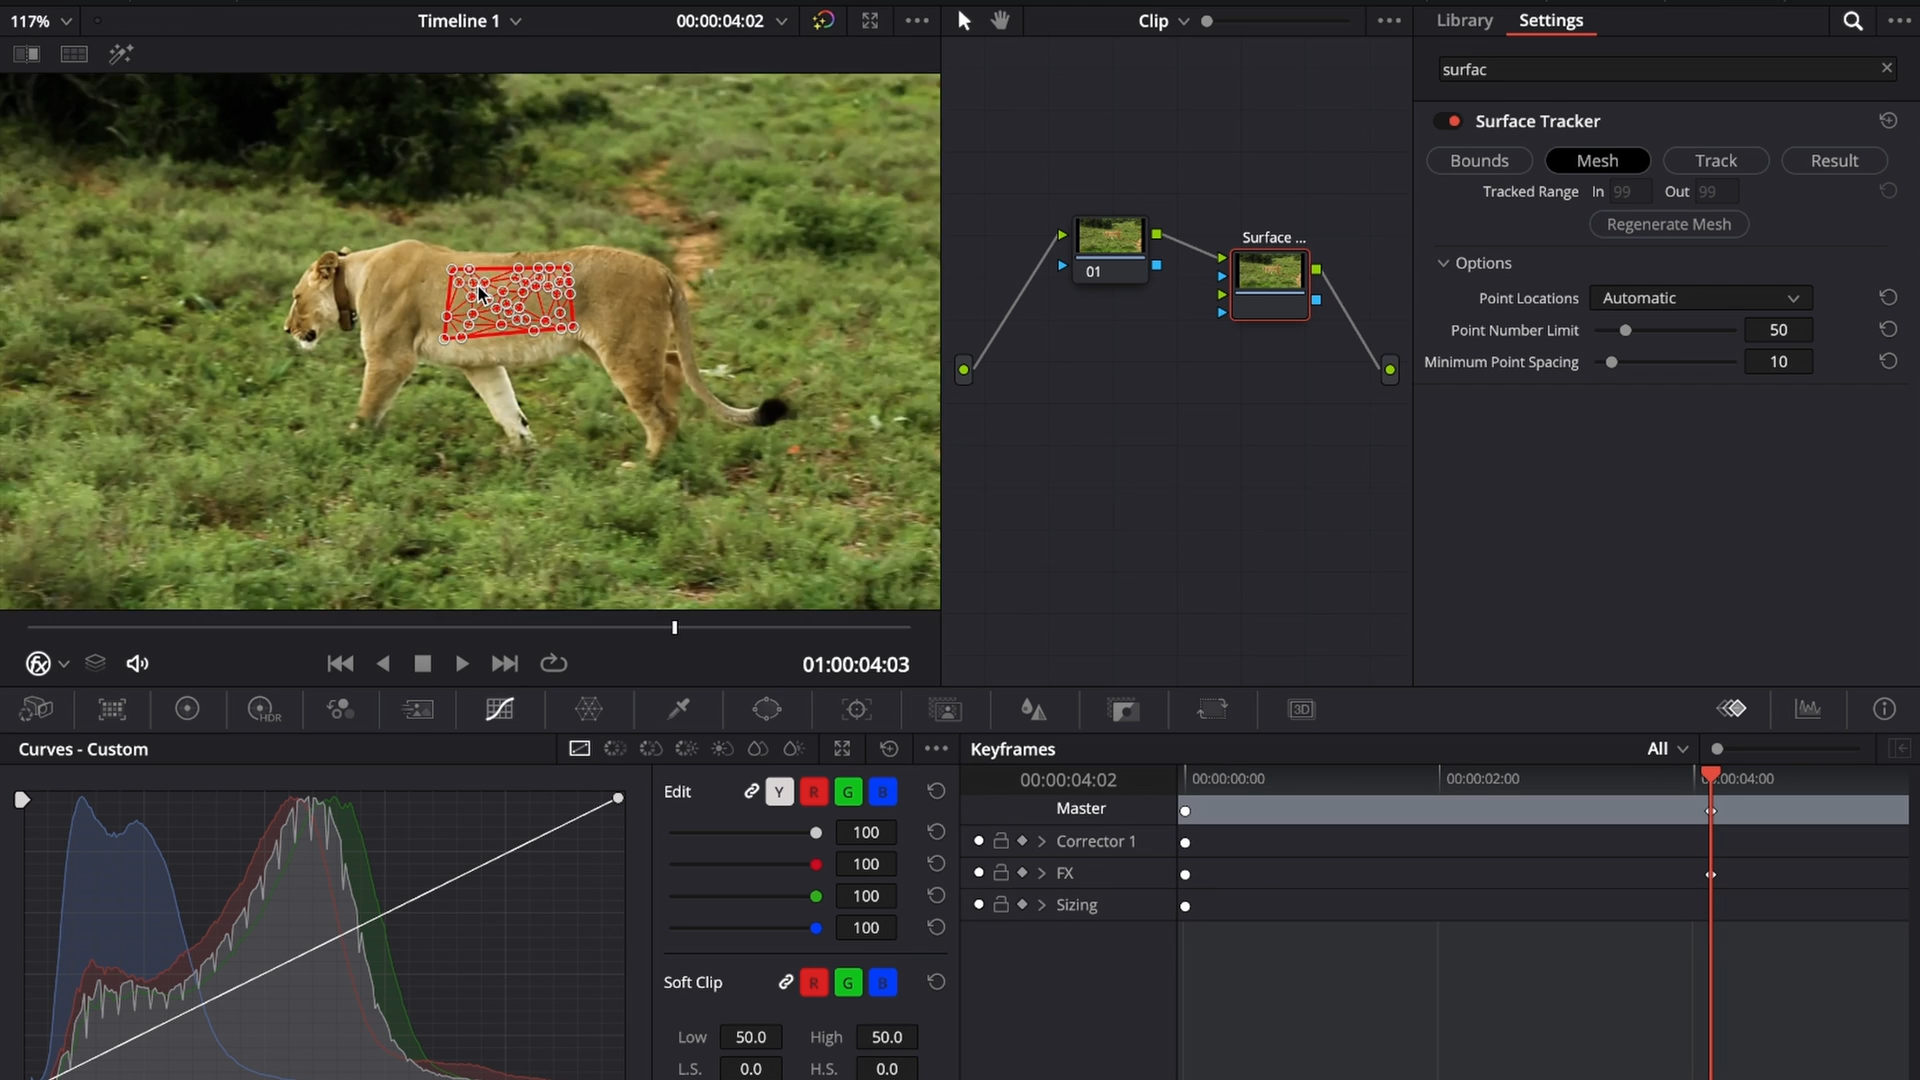 117%
Timeline 1
00:00:04:02
Clip
Library
Settings
surfac
Surface Tracker
Bounds
Mesh
Track
Result
Tracked Range
In
99
Out
99
Regenerate Mesh
Options
Point Locations
Automatic
Point Number Limit
50
Minimum Point Spacing
10
01
Surface ...
fx
01:00:04:03
HDR
3D
Curves - Custom
Edit
Y
R
G
B
100
100
100
100
Soft Clip
R
G
B
Low
50.0
High
50.0
L.S.
0.0
H.S.
0.0
Keyframes
All
00:00:04:02
00:00:00:00
00:00:02:00
:00:04:00
Master
Corrector 1
FX
Sizing